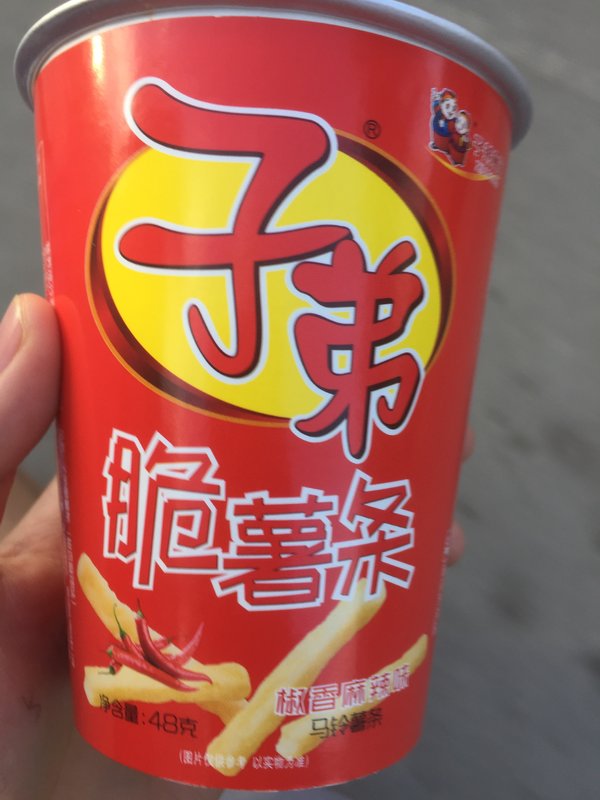 子弟
®
脆薯条
椒香麻辣味
马铃薯条
净含量:48克
(图片仅供参考 以实物为准)